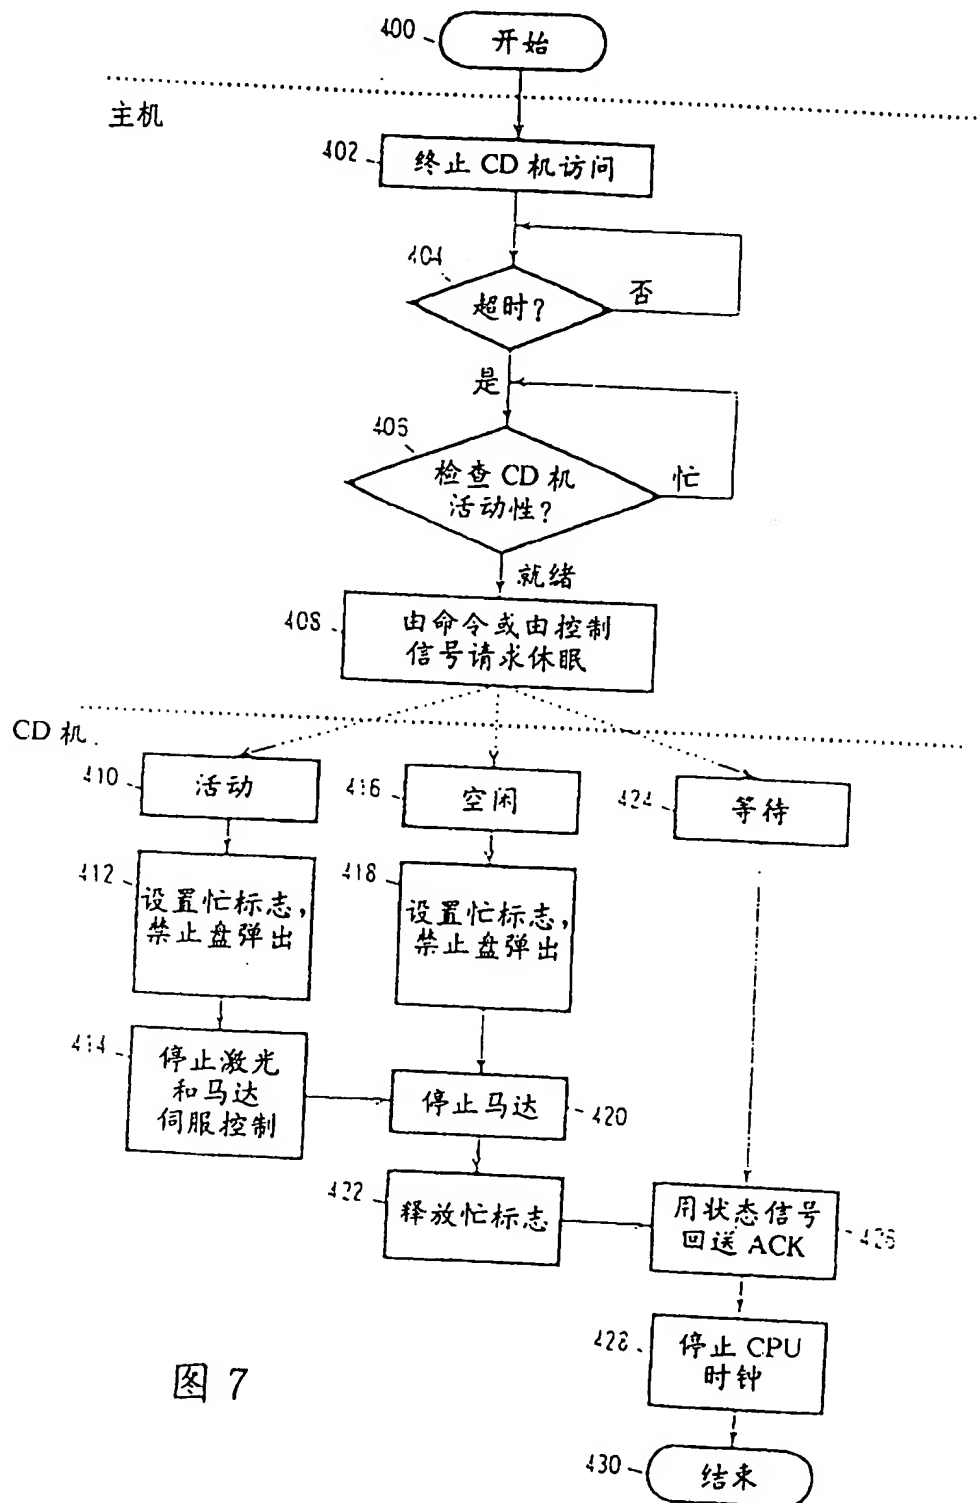 400
开始
主机
402
终止 CD 机访问
404
超时?
否
是
406
检查 CD 机
活动性?
忙
就绪
408
由命令或由控制
信号请求休眠
CD 机
410
活动
416
空闲
424
等待
412
设置忙标志,
禁止盘弹出
418
设置忙标志,
禁止盘弹出
414
停止激光
和马达
伺服控制
停止马达
420
422
释放忙标志
用状态信号
回送 ACK
426
428
停止 CPU
时钟
图 7
430
结束